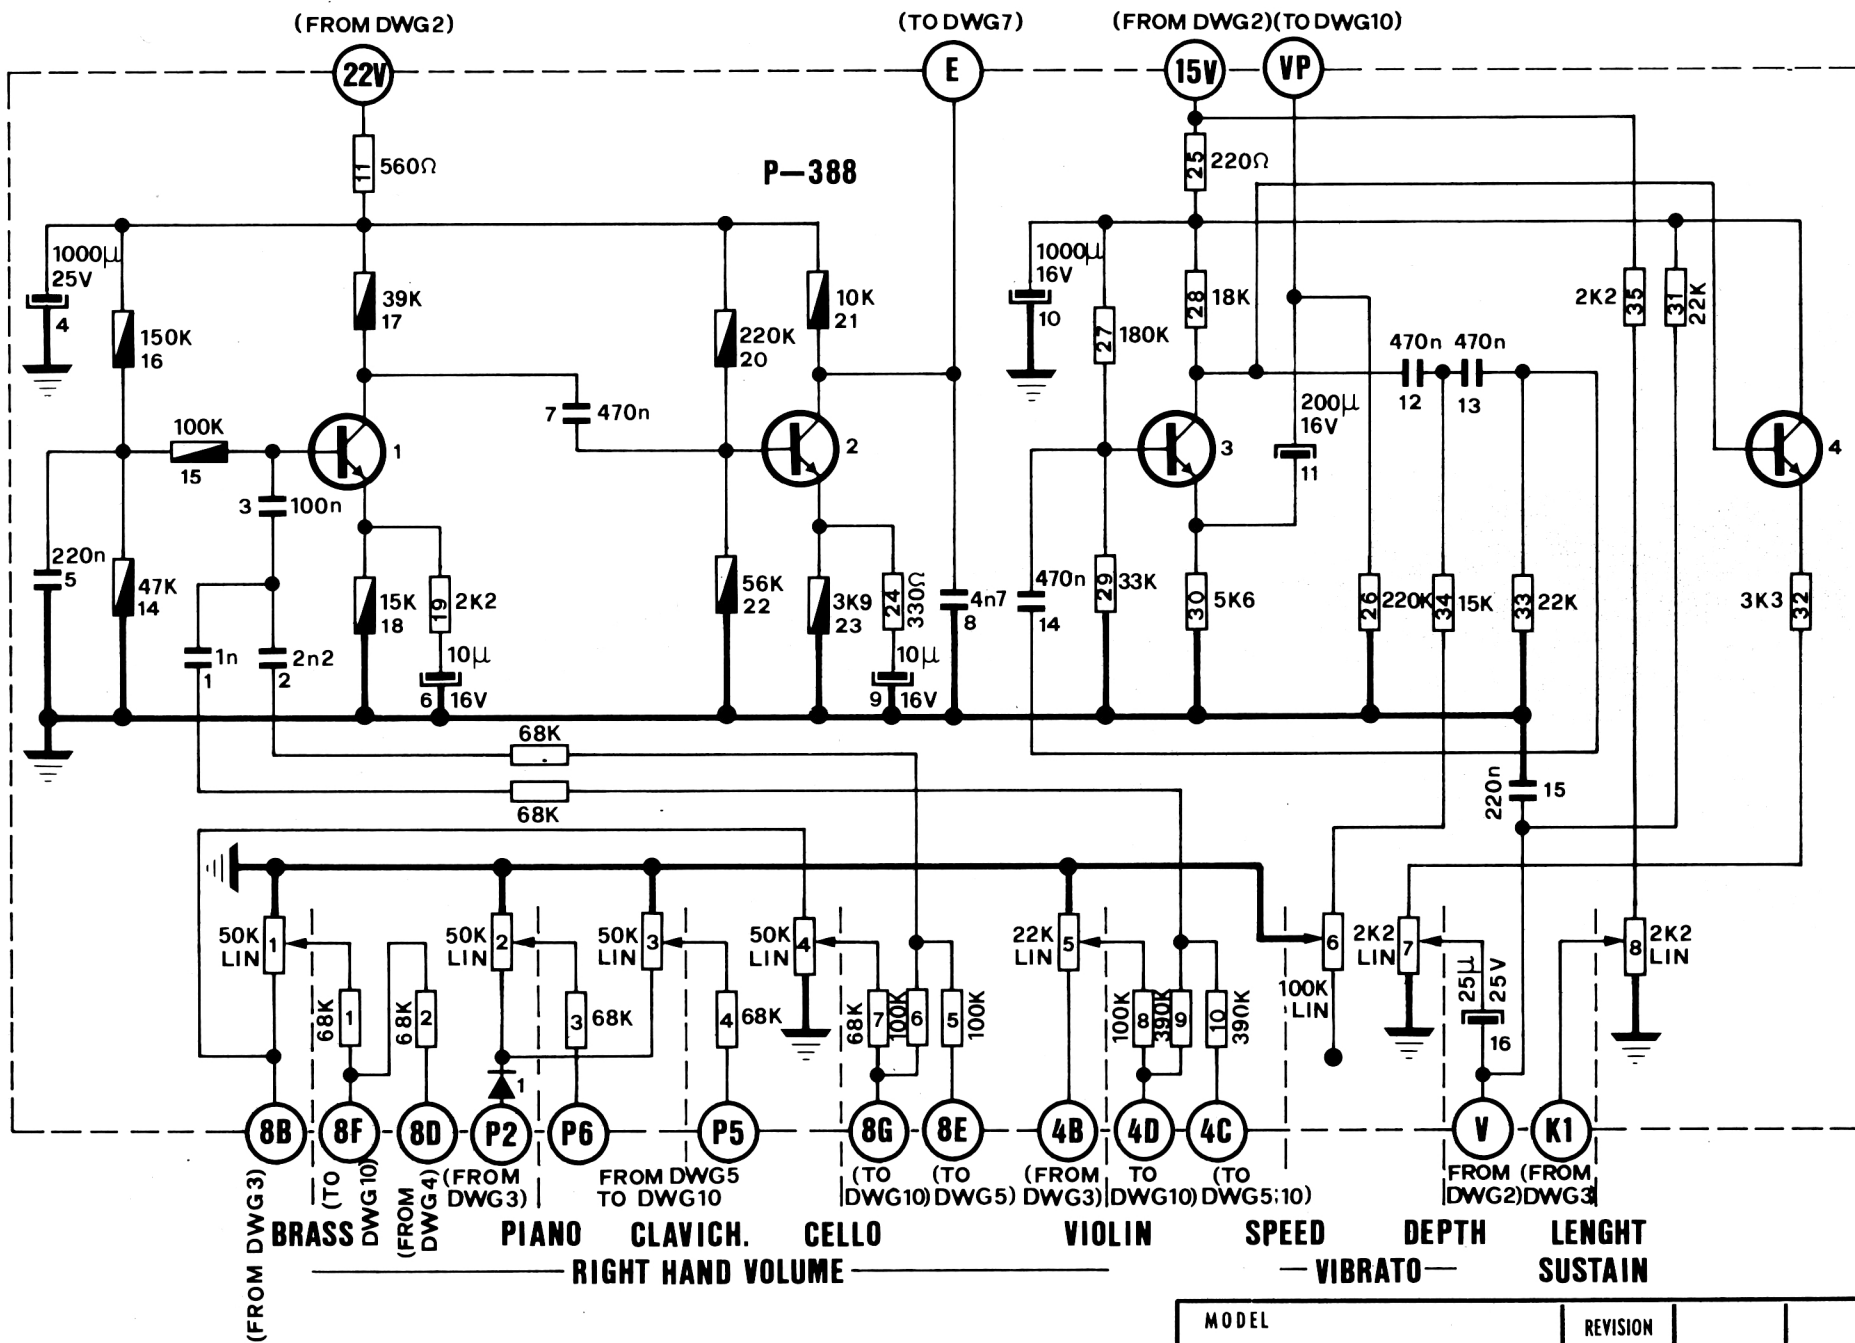 (FROM DWG2)
(TO DWG7)
(FROM DWG2)(TO DWG10)
22V
E
15V
VP
11
560Ω
P-388
25
220Ω
1000μ
25V
4
150K
16
39K
17
220K
20
10K
21
1000μ
16V
10
27
180K
28
18K
2K2
35
31
22K
470n
470n
12
13
200μ
16V
11
100K
15
1
7
470n
2
3
4
3
100n
220n
5
47K
14
15K
18
19
2K2
56K
22
3K9
23
24
330Ω
4n7
8
470n
14
29
33K
30
5K6
26
220K
34
15K
33
22K
3K3
32
1n
1
2n2
2
10μ
6
16V
10μ
9
16V
68K
68K
220n
15
50K
LIN
1
50K
LIN
2
50K
LIN
3
50K
LIN
4
22K
LIN
5
6
100K
LIN
2K2
LIN
7
25μ
25V
16
8
2K2
LIN
68K
1
68K
2
3
68K
4
68K
68K
7
100K
6
5
100K
100K
8
390K
9
10
390K
1
8B
8F
8D
P2
P6
P5
8G
8E
4B
4D
4C
V
K1
(FROM DWG3)
(TO
DWG10)
(FROM
DWG4)
(FROM
DWG3)
FROM DWG5
TO DWG10
(TO
DWG10)
(TO
DWG5)
(FROM
DWG3)
TO
DWG10)
(TO
DWG5;10)
FROM
DWG2)
(FROM
DWG3
BRASS
PIANO
CLAVICH.
CELLO
VIOLIN
SPEED
DEPTH
LENGHT
RIGHT HAND VOLUME
VIBRATO
SUSTAIN
MODEL
REVISION